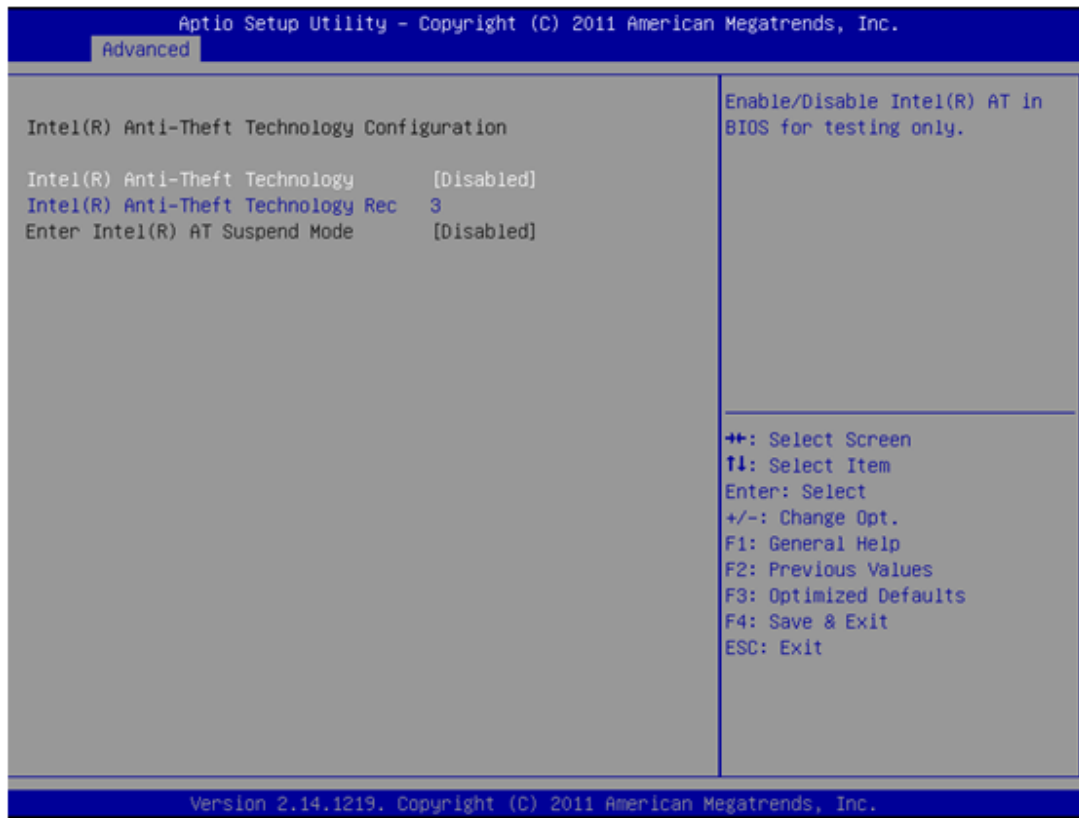 Aptio Setup Utility – Copyright (C) 2011 American Megatrends, Inc.
Advanced
Intel(R) Anti-Theft Technology Configuration
Intel(R) Anti-Theft Technology [Disabled]
Intel(R) Anti-Theft Technology Rec 3
Enter Intel(R) AT Suspend Mode [Disabled]
Enable/Disable Intel(R) AT in
BIOS for testing only.
→←: Select Screen
↑↓: Select Item
Enter: Select
+/-: Change Opt.
F1: General Help
F2: Previous Values
F3: Optimized Defaults
F4: Save & Exit
ESC: Exit
Version 2.14.1219. Copyright (C) 2011 American Megatrends, Inc.